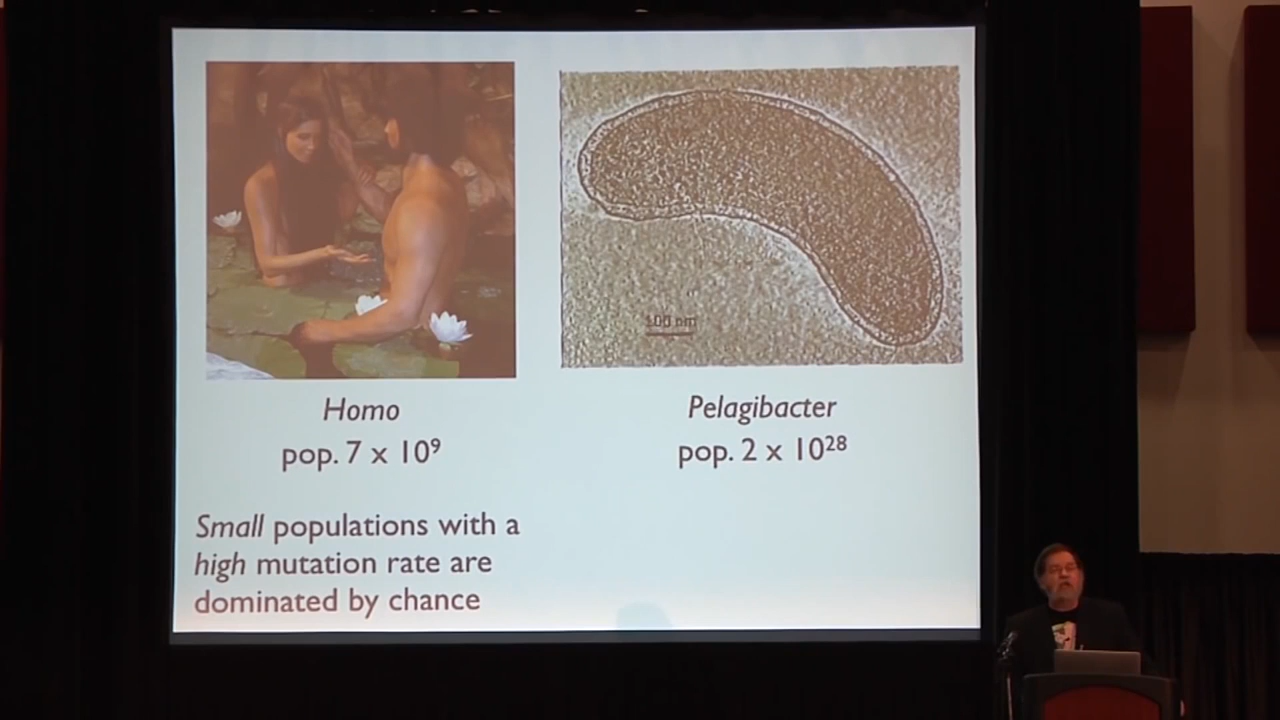 100 nm
Homo
pop. 7 x 10⁹
Pelagibacter
pop. 2 x 10²⁸
Small populations with a
high mutation rate are
dominated by chance